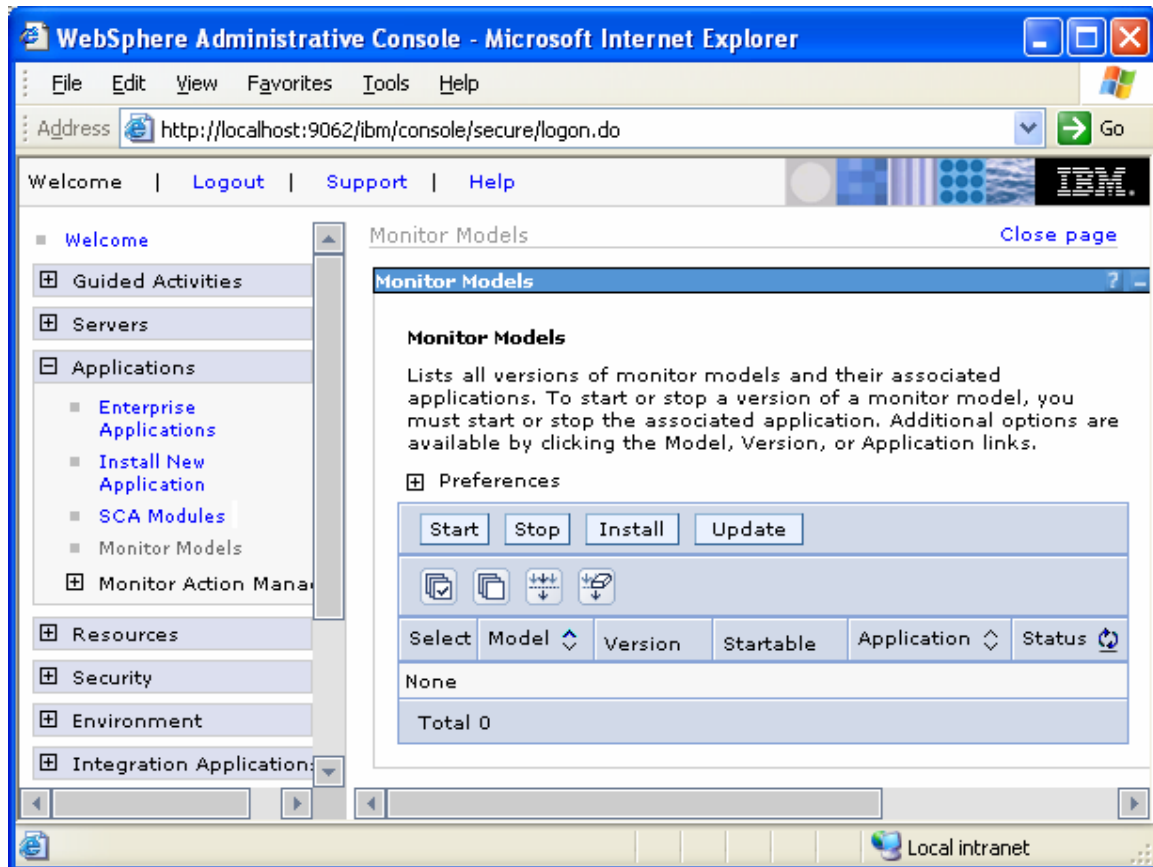 WebSphere Administrative Console - Microsoft Internet Explorer
File Edit View Favorites Tools Help
Address http://localhost:9062/ibm/console/secure/logon.do Go
Welcome | Logout | Support | Help IBM.
Welcome
Guided Activities
Servers
Applications
Enterprise
Applications
Install New
Application
SCA Modules
Monitor Models
Monitor Action Mana
Resources
Security
Environment
Integration Applications
Monitor Models Close page
Monitor Models ? –
Monitor Models
Lists all versions of monitor models and their associated
applications. To start or stop a version of a monitor model, you
must start or stop the associated application. Additional options are
available by clicking the Model, Version, or Application links.
Preferences
Start Stop Install Update
Select Model Version Startable Application Status
None
Total 0
Local intranet